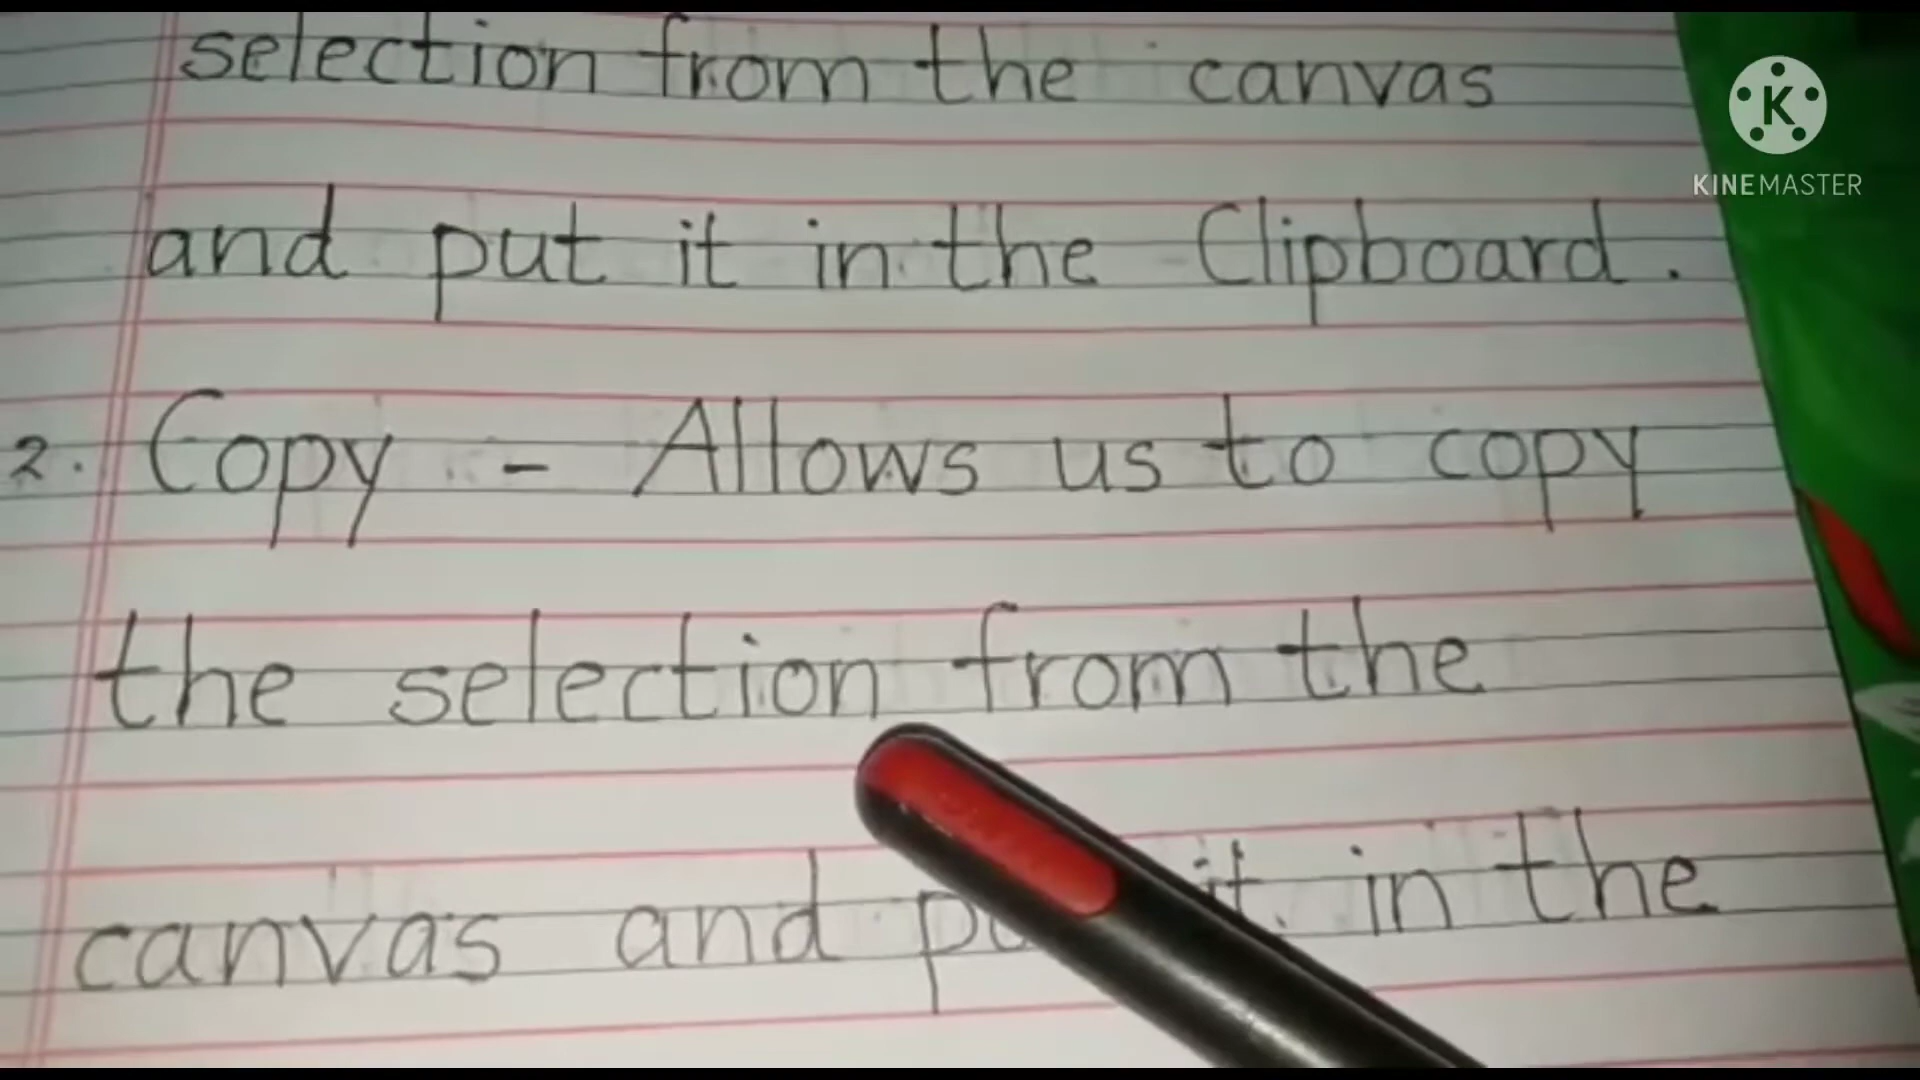 selection from the canvas
and put it in the Clipboard.
2. Copy - Allows us to copy
the selection from the
canvas and it in the
K
KINEMASTER